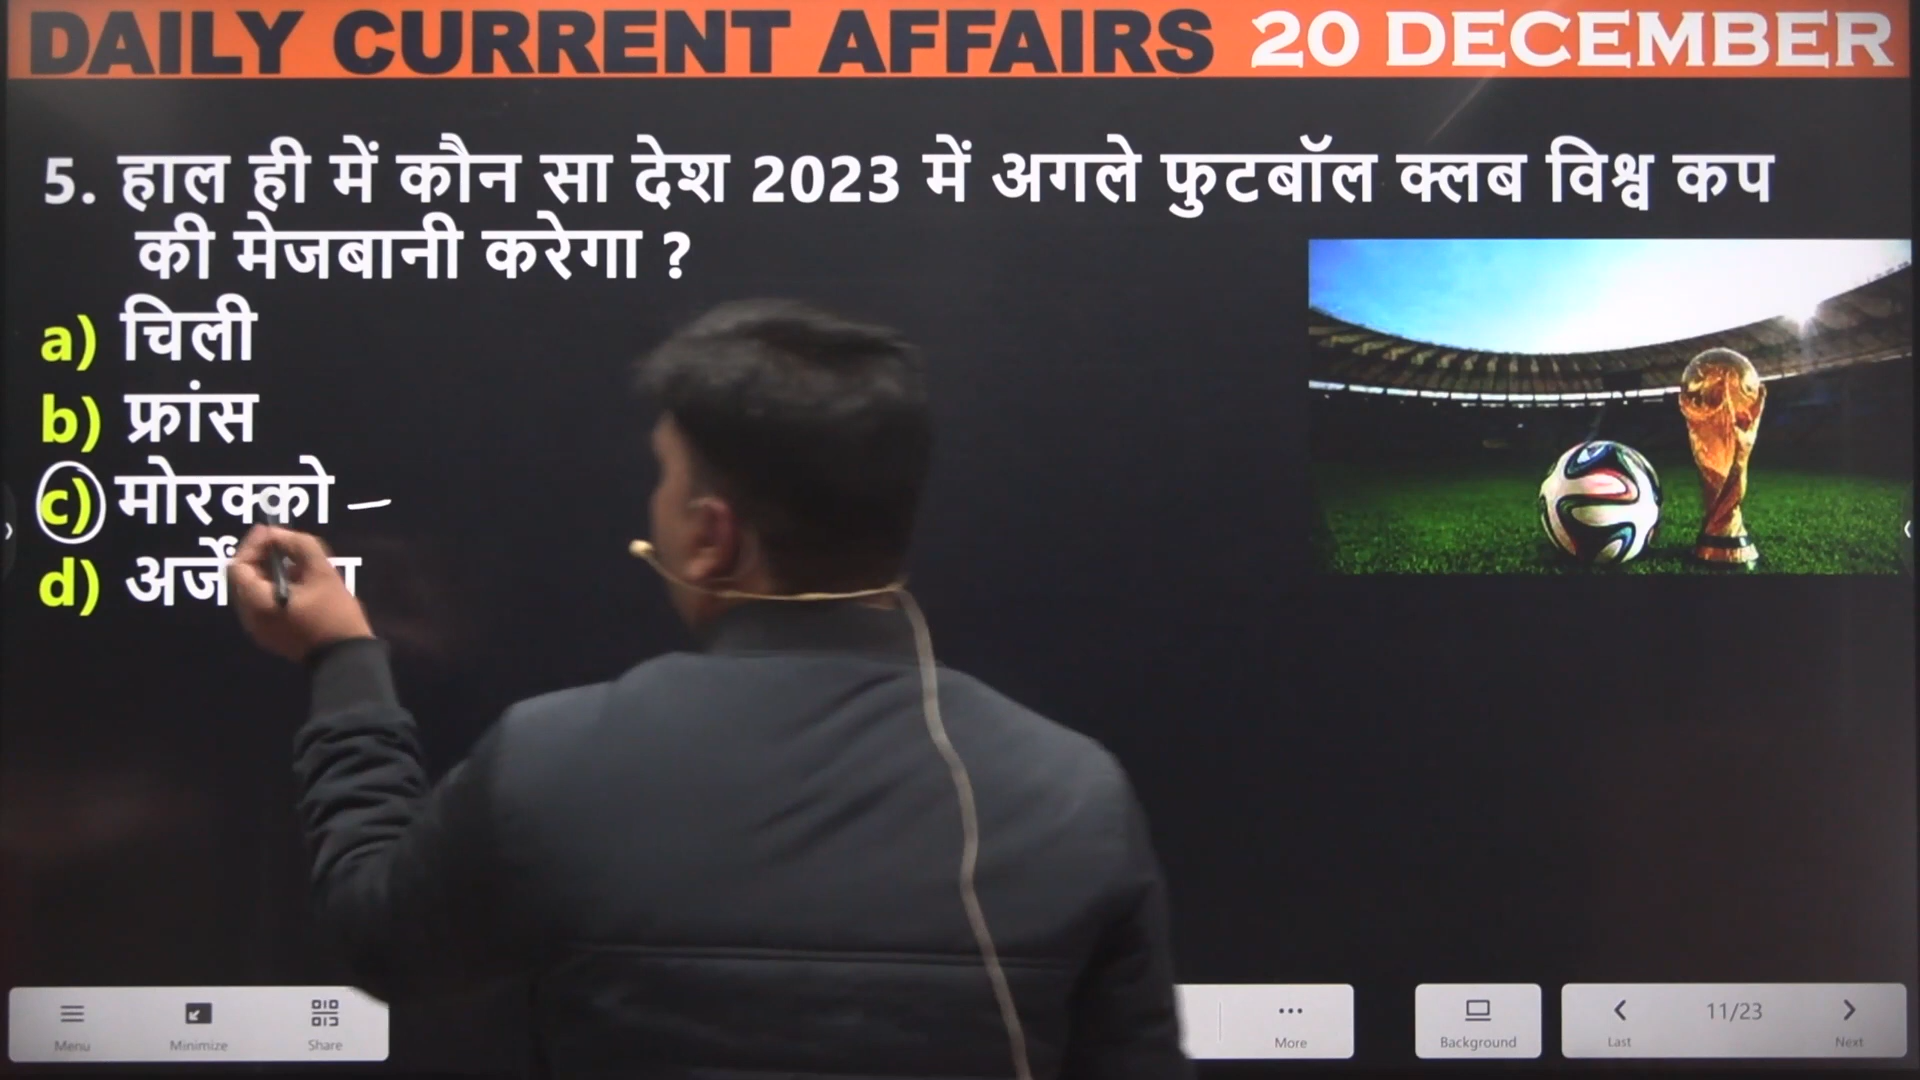 DAILY CURRENT AFFAIRS 20 DECEMBER
5. हाल ही में कौन सा देश 2023 में अगले फुटबॉल क्लब विश्व कप
की मेजबानी करेगा ?
a) चिली
b) फ्रांस
c) मोरक्को –
d)
Menu Minimize Share More Background Last 11/23 Next